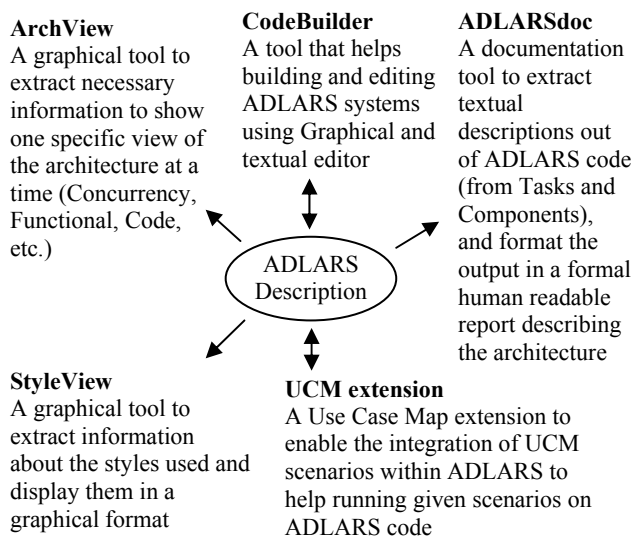 ArchView
A graphical tool to
extract necessary
information to show
one specific view of
the architecture at a
time (Concurrency,
Functional, Code,
etc.)
CodeBuilder
A tool that helps
building and editing
ADLARS systems
using Graphical and
textual editor
ADLARSdoc
A documentation
tool to extract
textual
descriptions out
of ADLARS code
(from Tasks and
Components),
and format the
output in a formal
human readable
report describing
the architecture
ADLARS
Description
StyleView
A graphical tool to
extract information
about the styles used and
display them in a
graphical format
UCM extension
A Use Case Map extension to
enable the integration of UCM
scenarios within ADLARS to
help running given scenarios on
ADLARS code